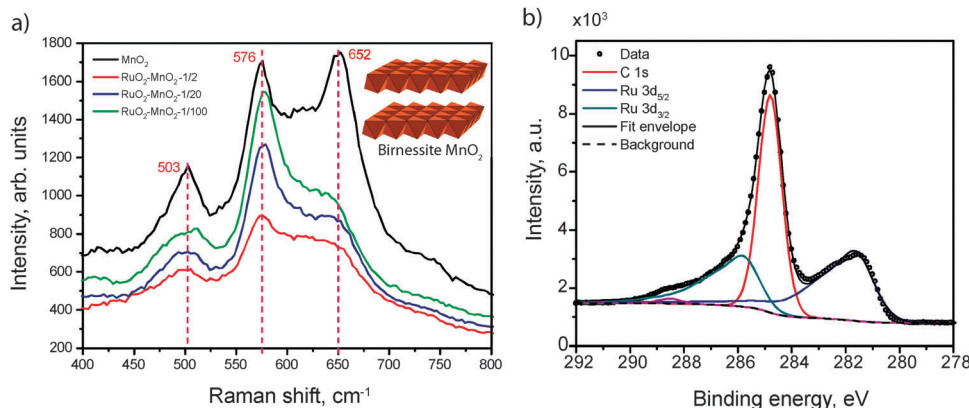 a)
1800
1600
1400
1200
1000
800
600
400
200
Intensity, arb. units
400 450 500 550 600 650 700 750 800
Raman shift, cm⁻¹
MnO₂
RuO₂-MnO₂-1/2
RuO₂-MnO₂-1/20
RuO₂-MnO₂-1/100
503
576
652
Birnessite MnO₂
b)
x10³
10
8
6
4
2
0
Intensity, a.u.
292 290 288 286 284 282 280 278
Binding energy, eV
Data
C 1s
Ru 3d₅/₂
Ru 3d₃/₂
Fit envelope
Background